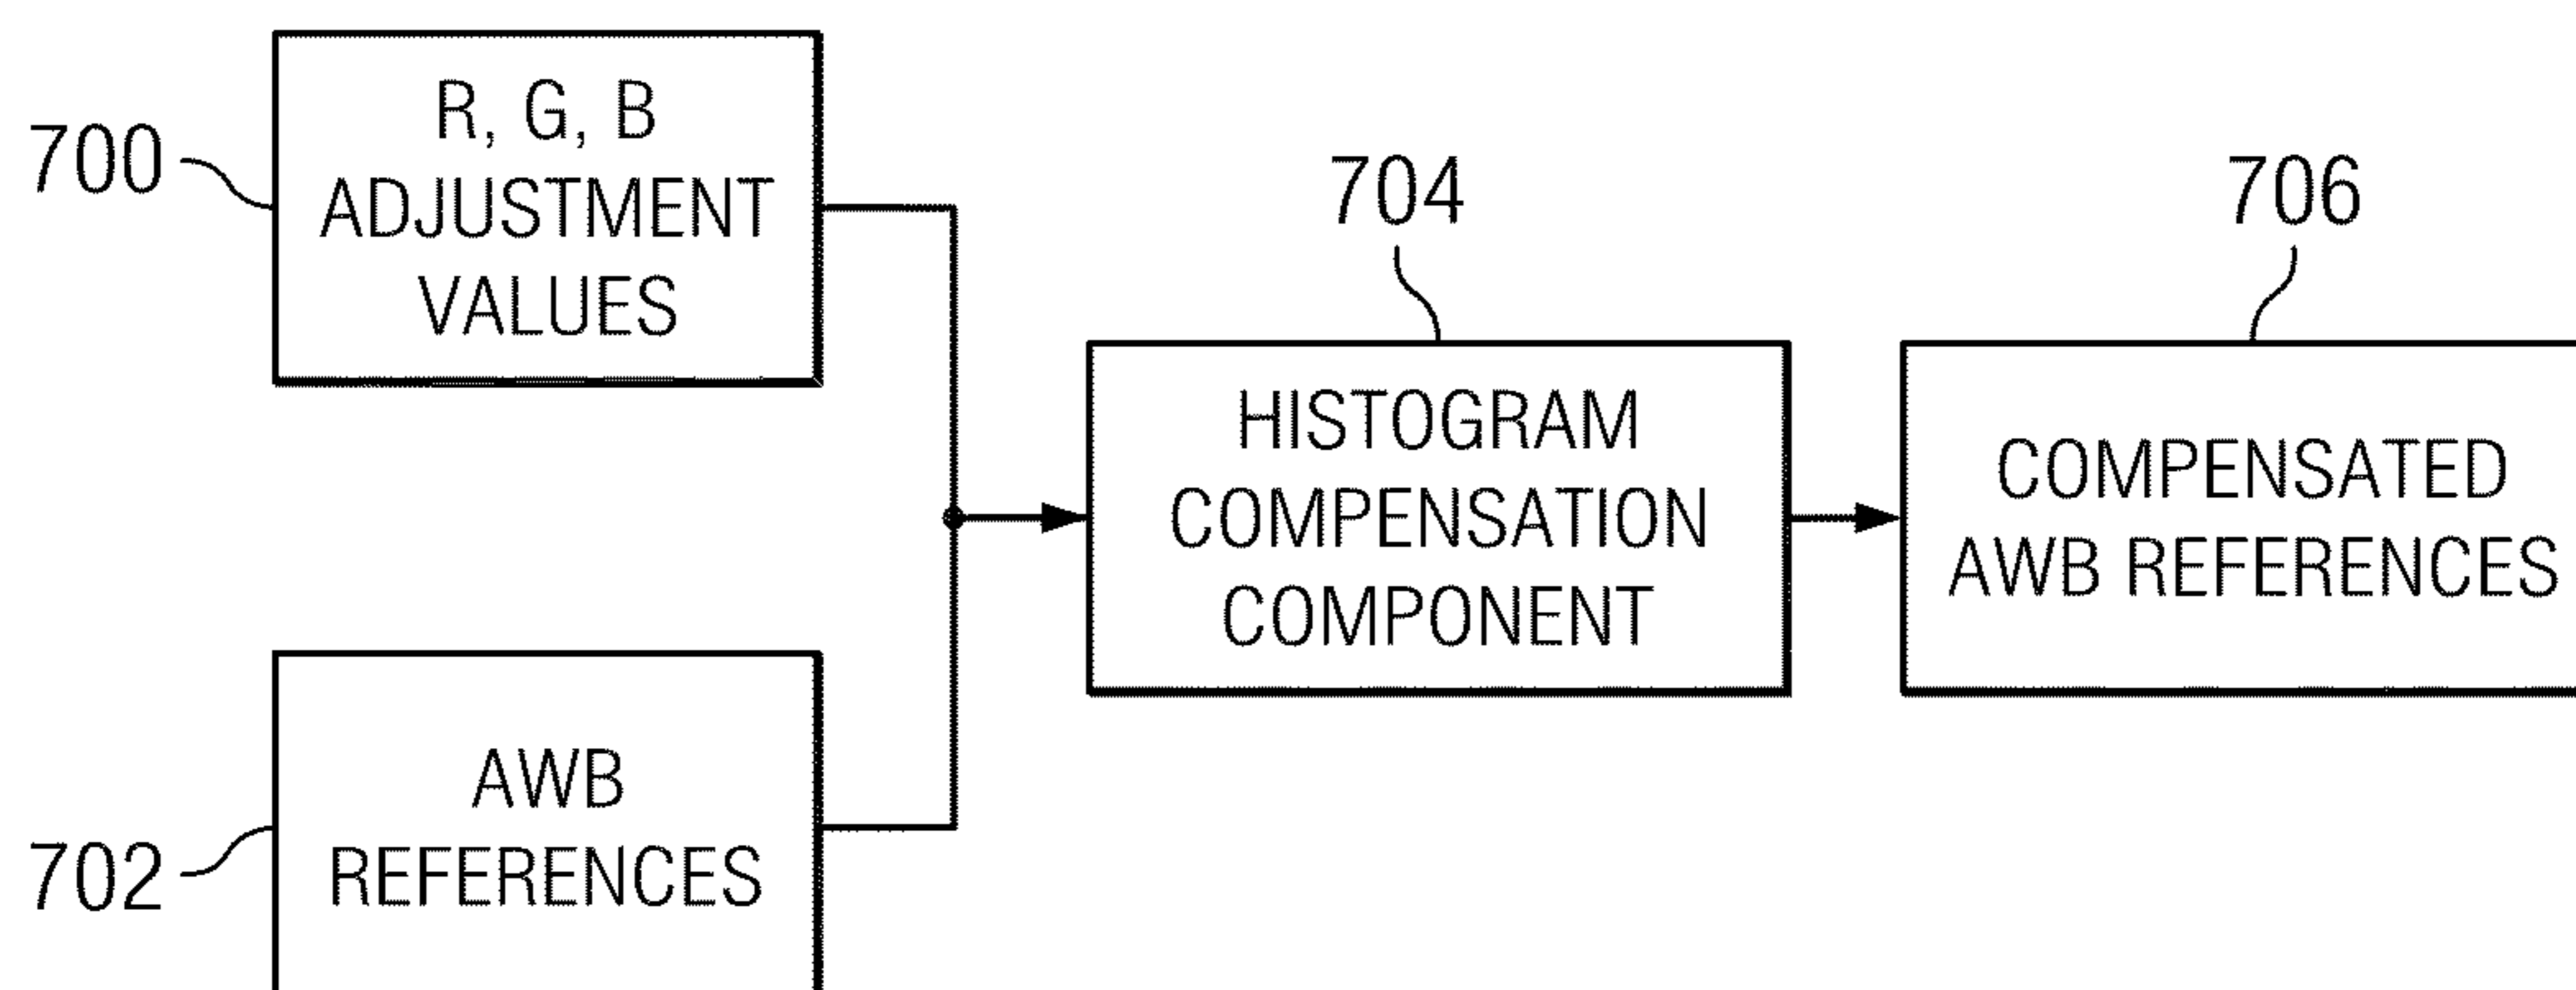 700
R, G, B
ADJUSTMENT
VALUES
702
AWB
REFERENCES
704
HISTOGRAM
COMPENSATION
COMPONENT
706
COMPENSATED
AWB REFERENCES